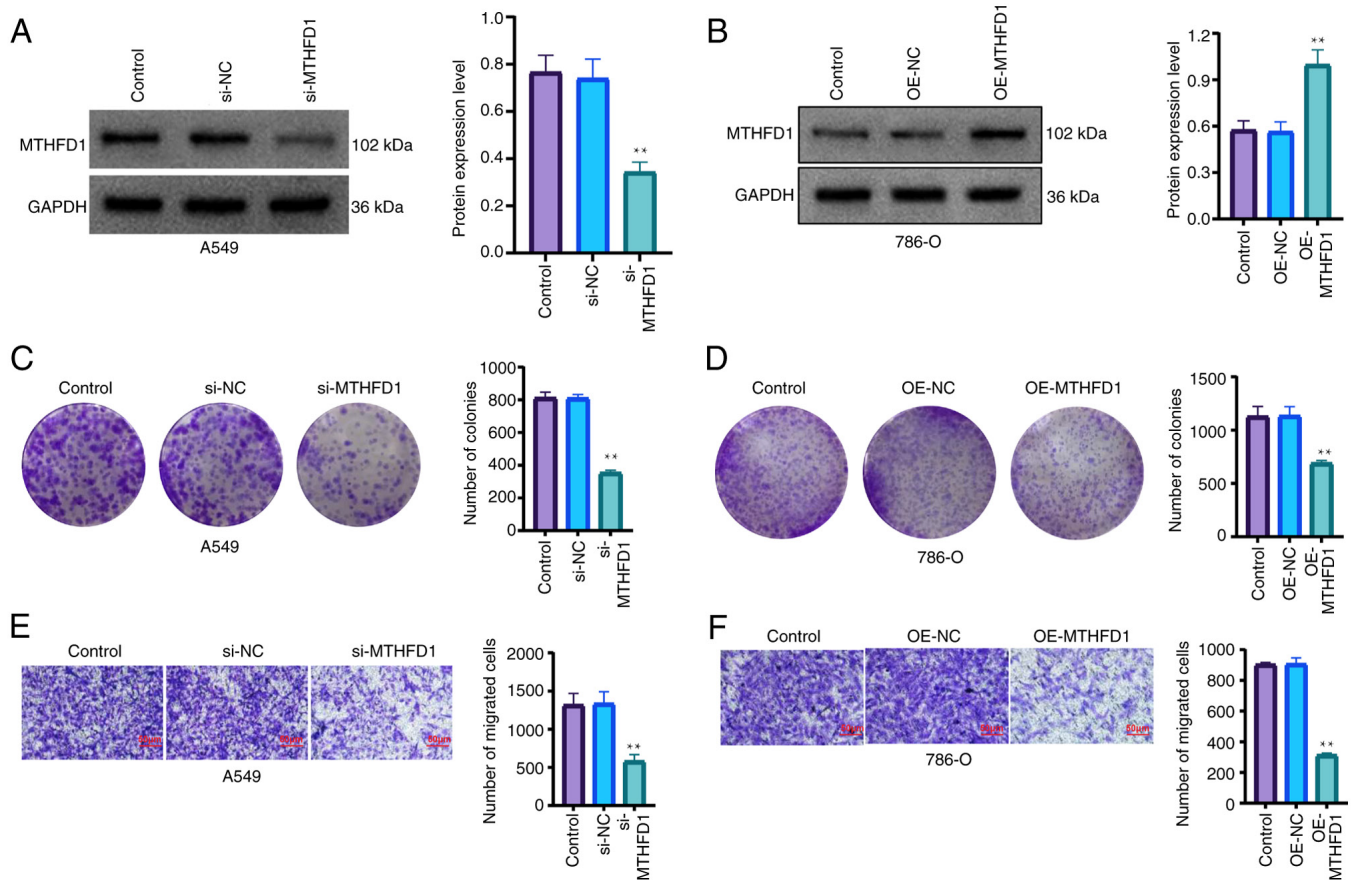 A
Control
si-NC
si-MTHFD1
MTHFD1
102 kDa
GAPDH
36 kDa
A549
Protein expression level
1.0
0.8
0.6
0.4
0.2
0.0
**
Control
si-NC
si-
MTHFD1
B
Control
OE-NC
OE-MTHFD1
MTHFD1
102 kDa
GAPDH
36 kDa
786-O
Protein expression level
1.2
0.9
0.6
0.3
0.0
**
Control
OE-NC
OE-
MTHFD1
C
Control
si-NC
si-MTHFD1
A549
Number of colonies
1000
800
600
400
200
0
**
Control
si-NC
si-
MTHFD1
D
Control
OE-NC
OE-MTHFD1
786-O
Number of colonies
1500
1000
500
0
**
Control
OE-NC
OE-
MTHFD1
E
Control
si-NC
si-MTHFD1
50μm
50μm
50μm
A549
Number of migrated cells
2000
1500
1000
500
0
**
Control
si-NC
si-
MTHFD1
F
Control
OE-NC
OE-MTHFD1
50μm
50μm
50μm
786-O
Number of migrated cells
1000
800
600
400
200
0
**
Control
OE-NC
OE-
MTHFD1